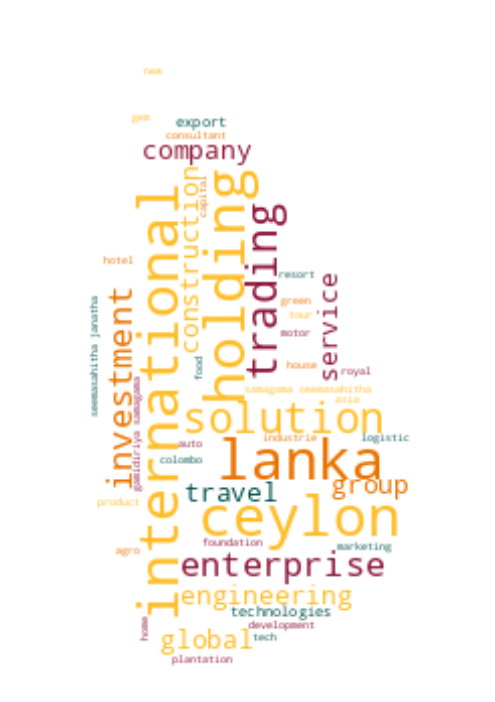 new
gem
export
consultant
company
capital
construction
holding
international
trading
hotel
resort
service
investment
seemasahitha janatha
green
tour
motor
food
house
royal
gamidiriya samagama
samagama seemasahitha
asia
solution
auto
industrie
logistic
lanka
colombo
travel
group
product
ceylon
foundation
marketing
agro
enterprise
engineering
technologies
home
development
global
tech
plantation